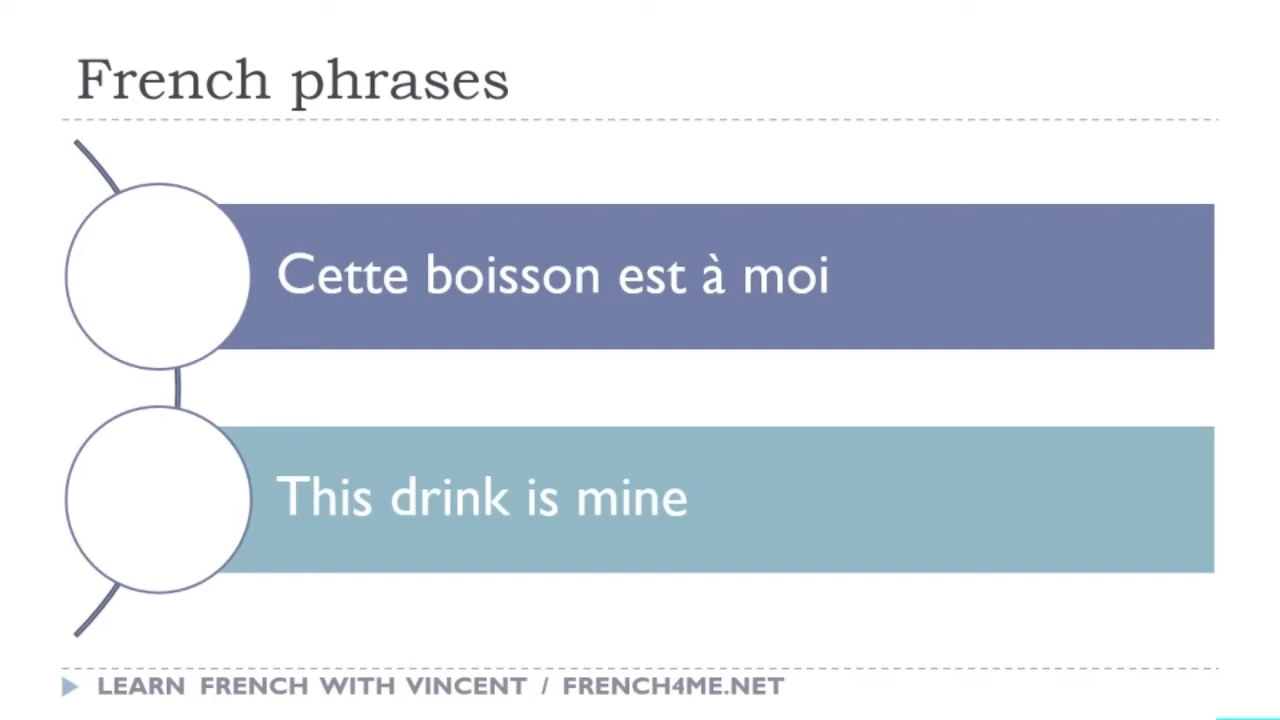 French phrases
Cette boisson est à moi
This drink is mine
LEARN FRENCH WITH VINCENT / FRENCH4ME.NET